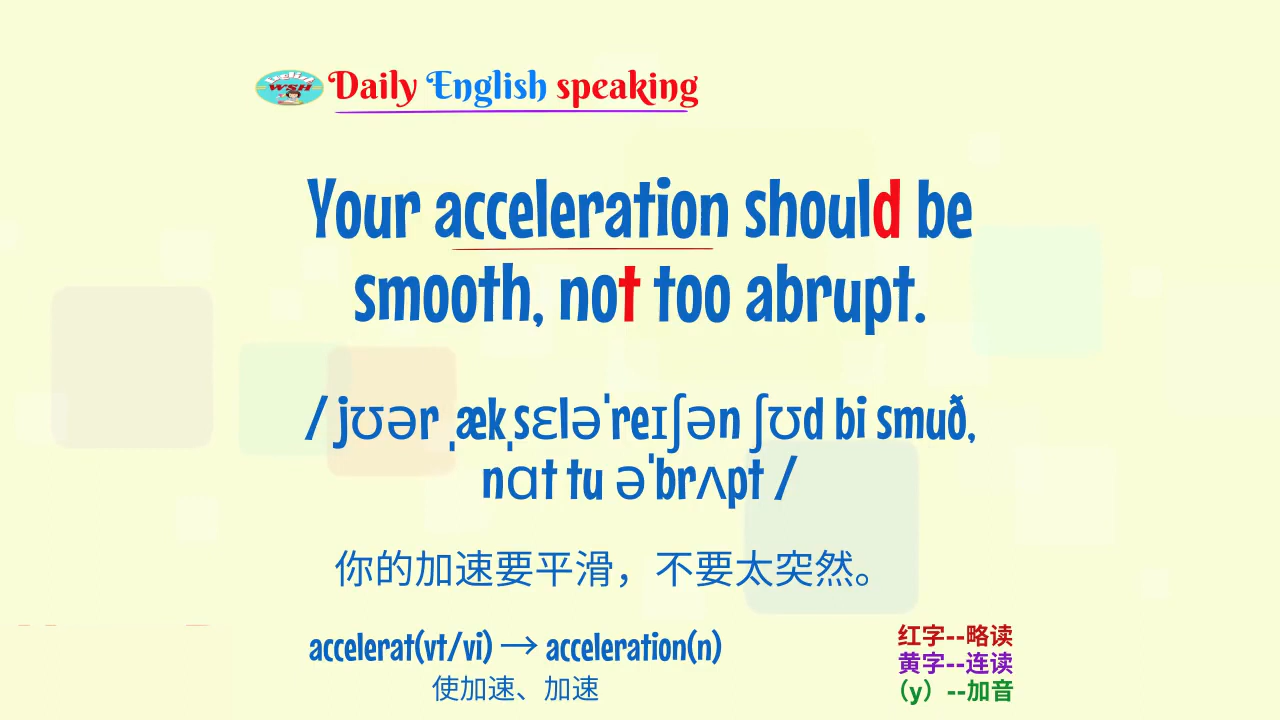 English
WSH
Daily English speaking
Your acceleration should be
smooth, not too abrupt.
/ jʊər ˌækˌsɛləˈreɪʃən ʃʊd bi smuð,
nɑt tu əˈbrʌpt /
你的加速要平滑，不要太突然。
accelerat(vt/vi) → acceleration(n)
使加速、加速
红字--略读
黄字--连读
（y）--加音